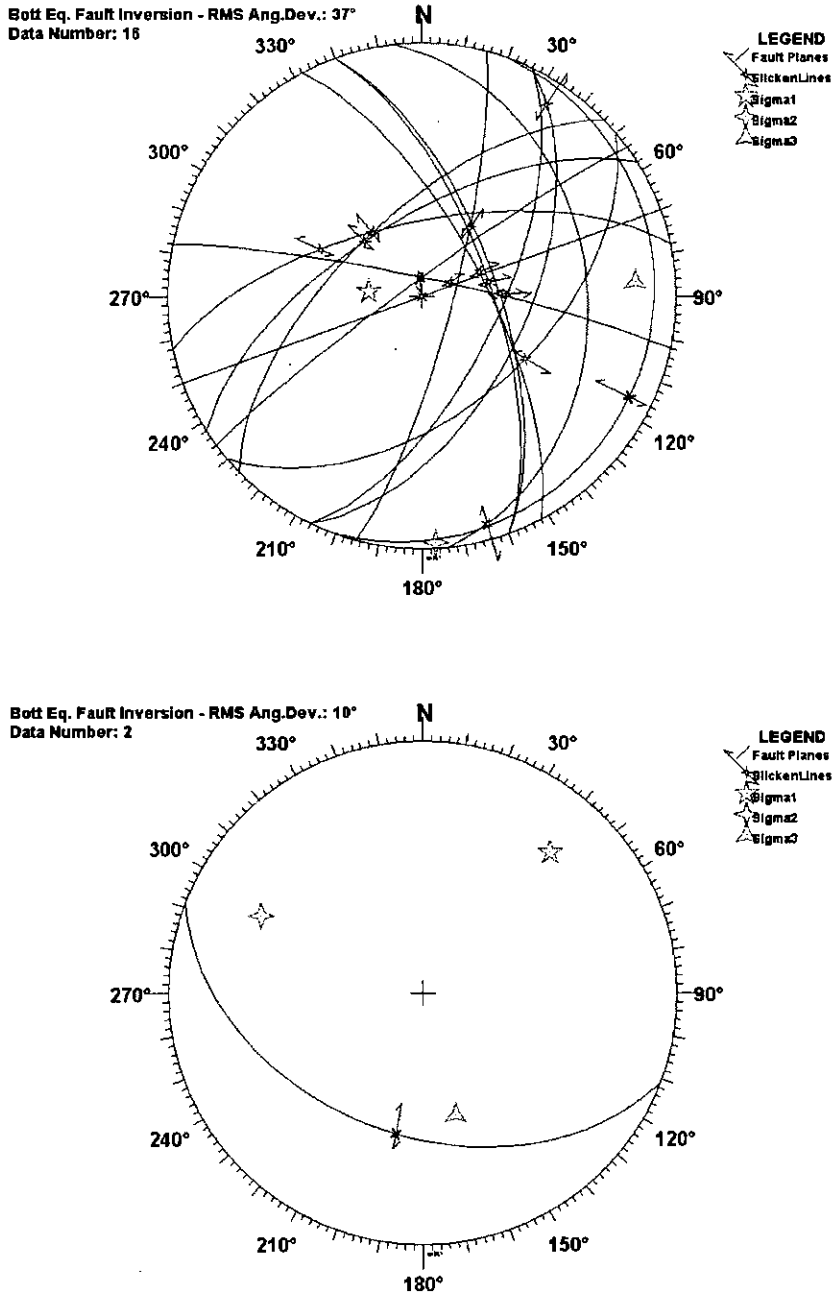 Bott Eq. Fault Inversion - RMS Ang.Dev.: 37°
Data Number: 16
N
330°
30°
300°
60°
270°
90°
240°
120°
210°
150°
180°
LEGEND
Fault Planes
SlickenLines
Sigma1
Sigma2
Sigma3
Bott Eq. Fault Inversion - RMS Ang.Dev.: 10°
Data Number: 2
N
330°
30°
300°
60°
270°
90°
240°
120°
210°
150°
180°
LEGEND
Fault Planes
SlickenLines
Sigma1
Sigma2
Sigma3